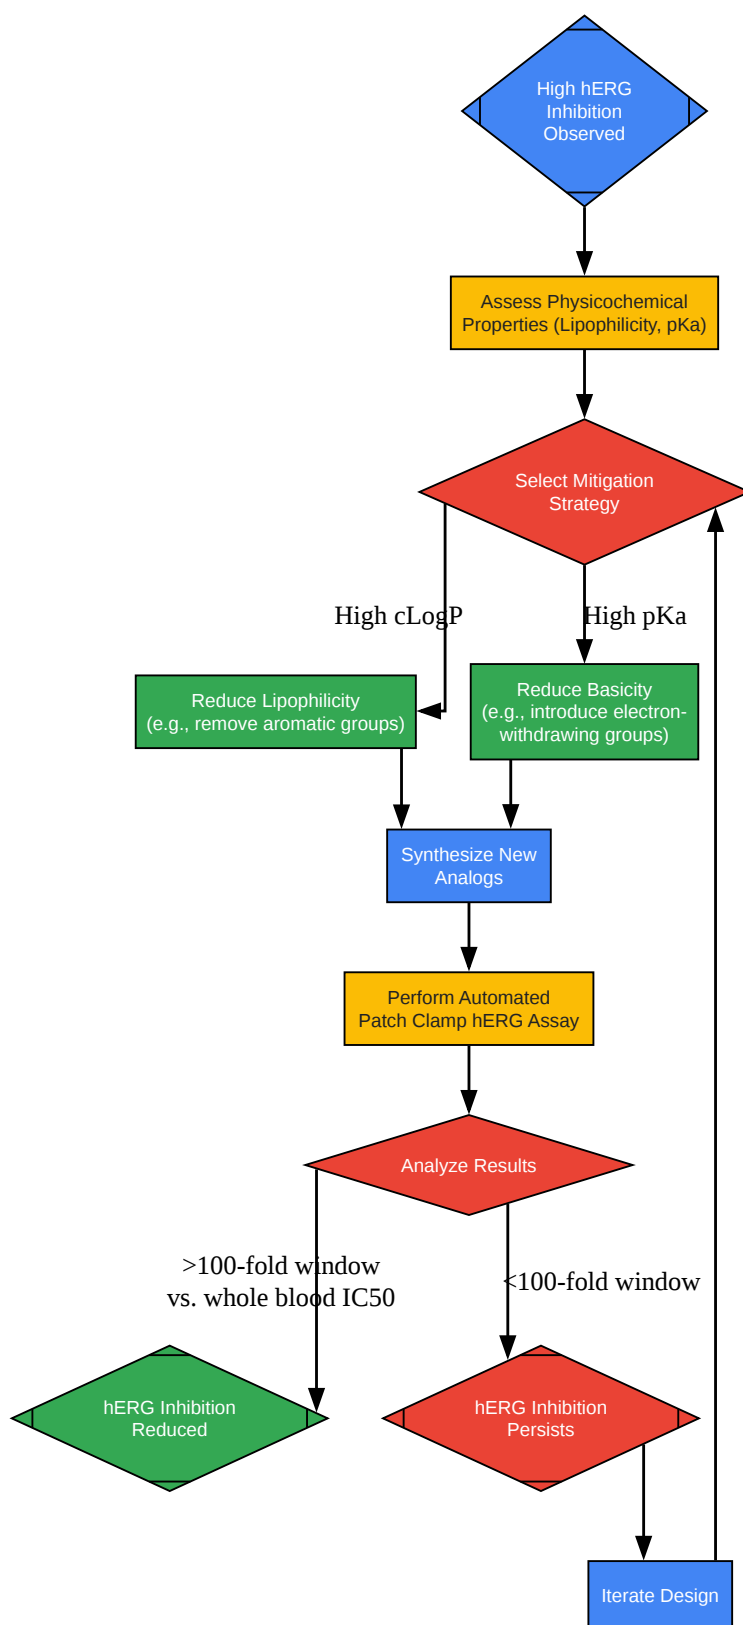 High hERG
Inhibition
Observed
Assess Physicochemical
Properties (Lipophilicity, pKa)
Select Mitigation
Strategy
High cLogP
High pKa
Reduce Lipophilicity
(e.g., remove aromatic groups)
Reduce Basicity
(e.g., introduce electron-
withdrawing groups)
Synthesize New
Analogs
Perform Automated
Patch Clamp hERG Assay
Analyze Results
>100-fold window
vs. whole blood IC50
<100-fold window
hERG Inhibition
Reduced
hERG Inhibition
Persists
Iterate Design